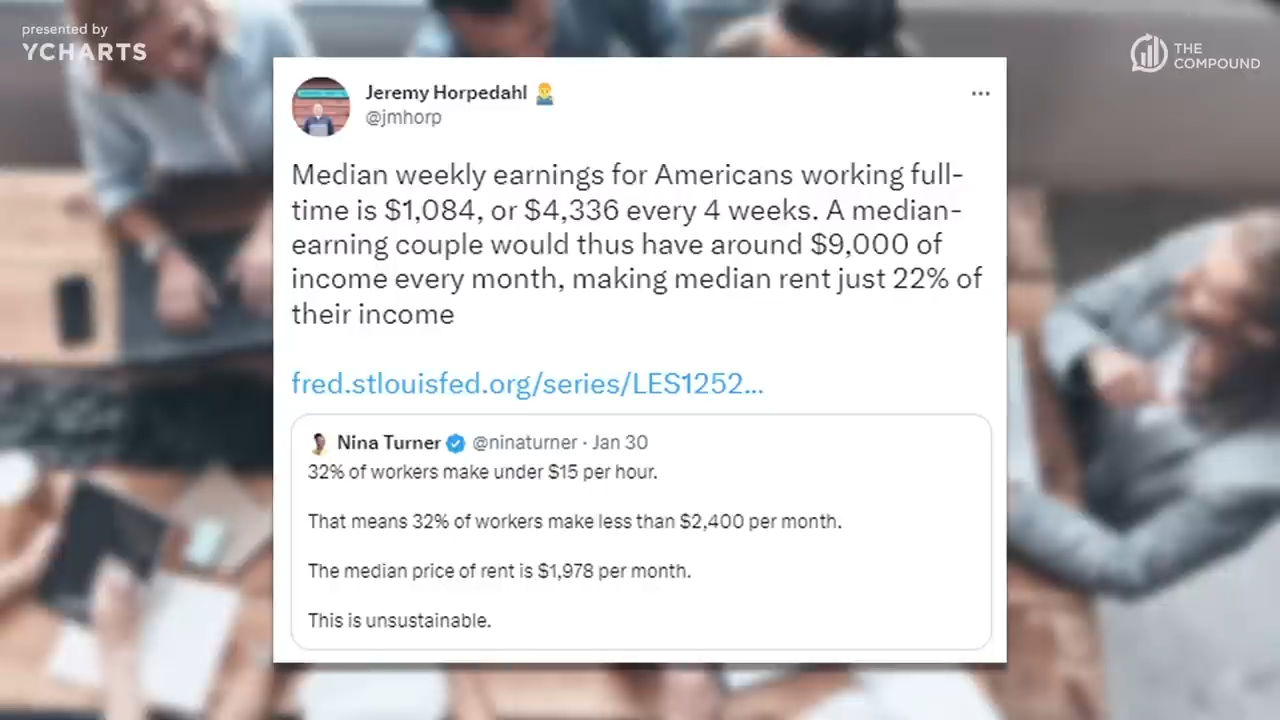 presented by
YCHARTS
THE
COMPOUND
Jeremy Horpedahl 🤷‍♂️
@jmhorp
Median weekly earnings for Americans working full-
time is $1,084, or $4,336 every 4 weeks. A median-
earning couple would thus have around $9,000 of
income every month, making median rent just 22% of
their income
fred.stlouisfed.org/series/LES1252...
Nina Turner @ninaturner · Jan 30
32% of workers make under $15 per hour.
That means 32% of workers make less than $2,400 per month.
The median price of rent is $1,978 per month.
This is unsustainable.